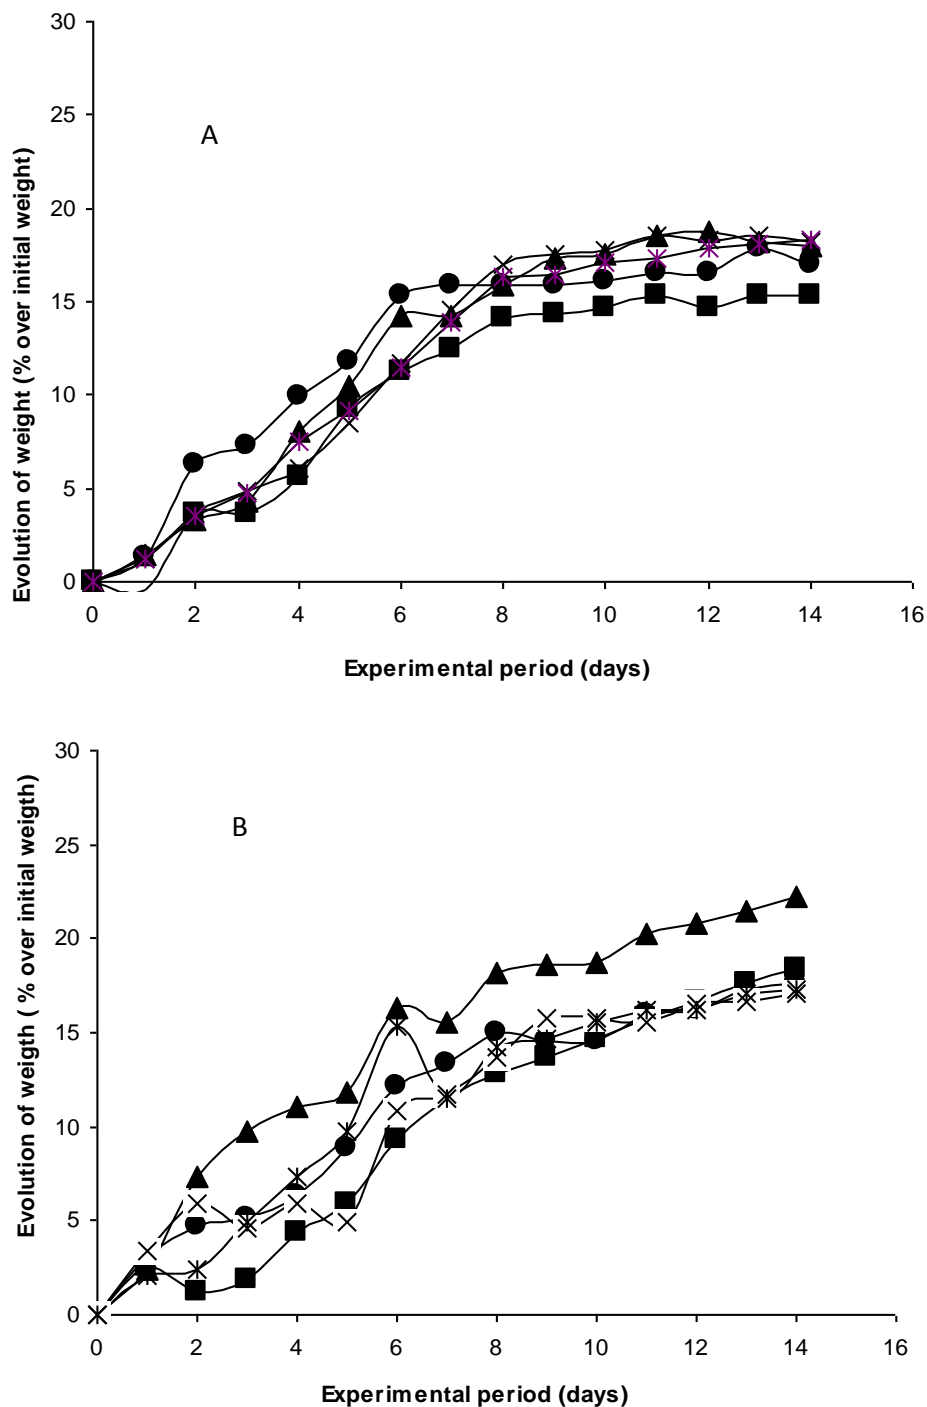 30
25
20
15
10
5
0
A
Evolution of weight (% over initial weight)
0 2 4 6 8 10 12 14 16
Experimental period (days)
30
25
20
15
10
5
0
B
Evolution of weigth ( % over initial weigth)
0 2 4 6 8 10 12 14 16
Experimental period (days)